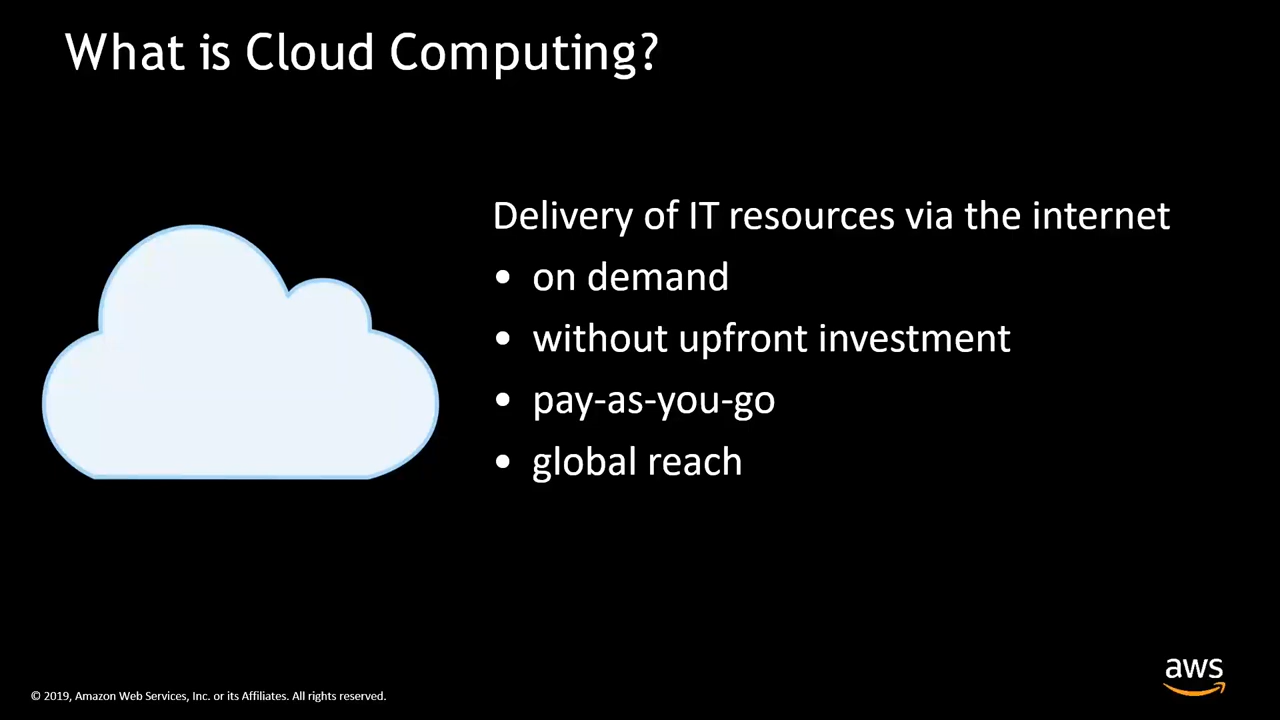 What is Cloud Computing?
Delivery of IT resources via the internet
• on demand
• without upfront investment
• pay-as-you-go
• global reach
© 2019, Amazon Web Services, Inc. or its Affiliates. All rights reserved.
aws